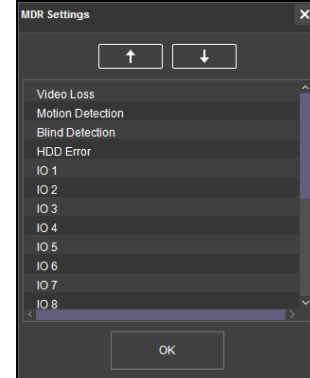 MDR Settings
Video Loss
Motion Detection
Blind Detection
HDD Error
IO 1
IO 2
IO 3
IO 4
IO 5
IO 6
IO 7
IO 8
OK